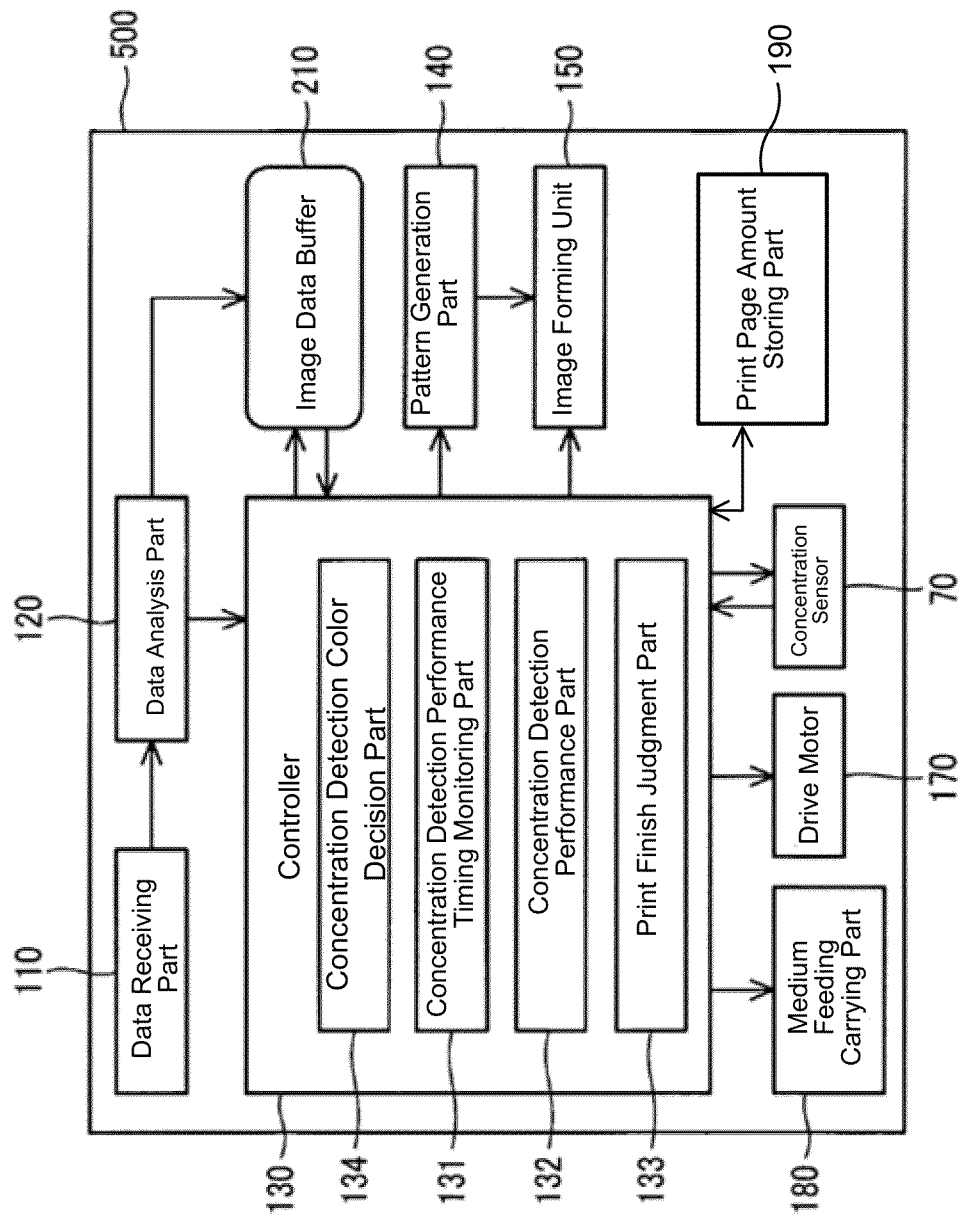 110
120
500
Data Receiving
Part
Data Analysis Part
Image Data Buffer
210
Controller
130
Concentration Detection Color
Decision Part
134
Concentration Detection Performance
Timing Monitoring Part
131
Concentration Detection
Performance Part
132
Print Finish Judgment Part
133
Pattern Generation
Part
140
Image Forming Unit
150
Print Page Amount
Storing Part
190
Medium
Feeding
Carrying Part
180
Drive Motor
170
Concentration
Sensor
70